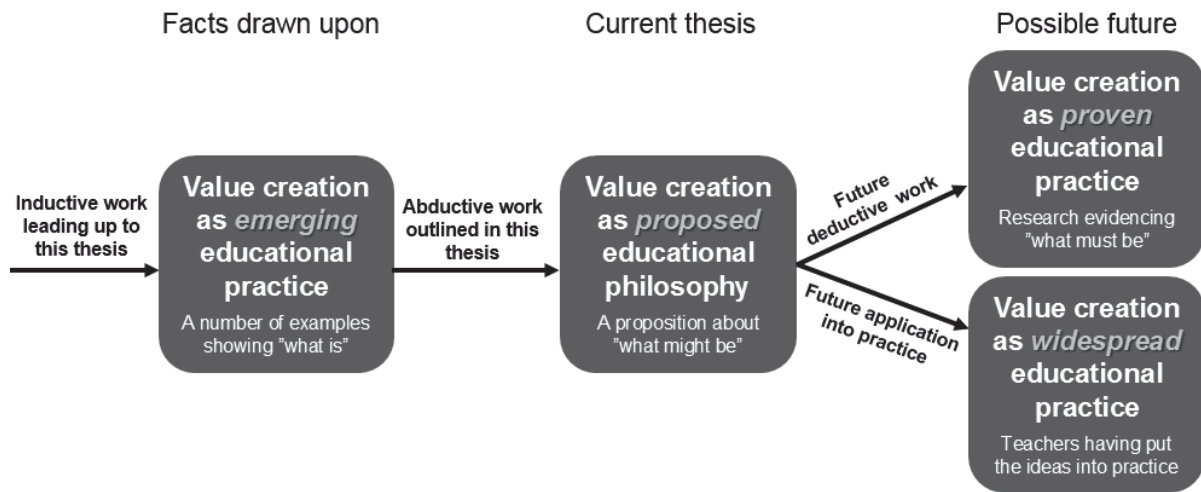 Facts drawn upon
Current thesis
Possible future
Inductive work
leading up to
this thesis
Value creation
as emerging
educational
practice
A number of examples
showing ”what is”
Abductive work
outlined in this
thesis
Value creation
as proposed
educational
philosophy
A proposition about
”what might be”
Future
deductive work
Future application
into practice
Value creation
as proven
educational
practice
Research evidencing
”what must be”
Value creation
as widespread
educational
practice
Teachers having put
the ideas into practice